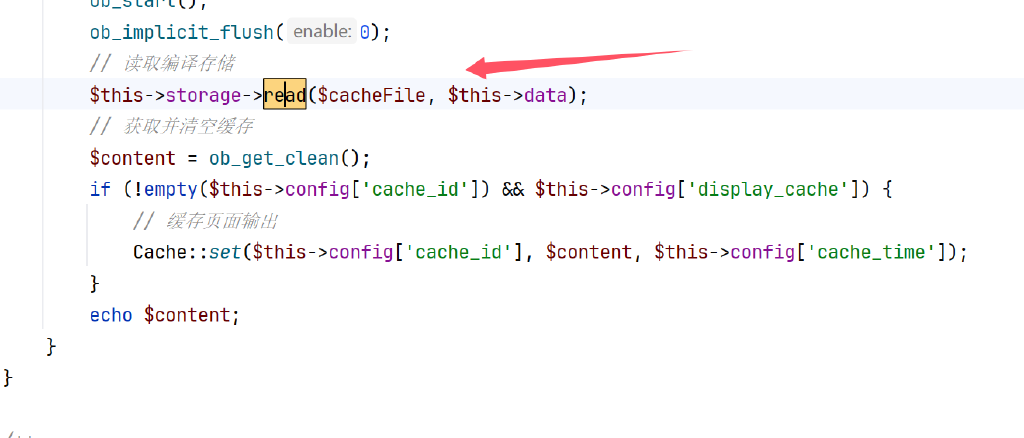 ob_start();
ob_implicit_flush( enable: 0);
// 读取编译存储
$this->storage->read($cacheFile, $this->data);
// 获取并清空缓存
$content = ob_get_clean();
if (!empty($this->config['cache_id']) && $this->config['display_cache']) {
// 缓存页面输出
Cache::set($this->config['cache_id'], $content, $this->config['cache_time']);
}
echo $content;
}
}